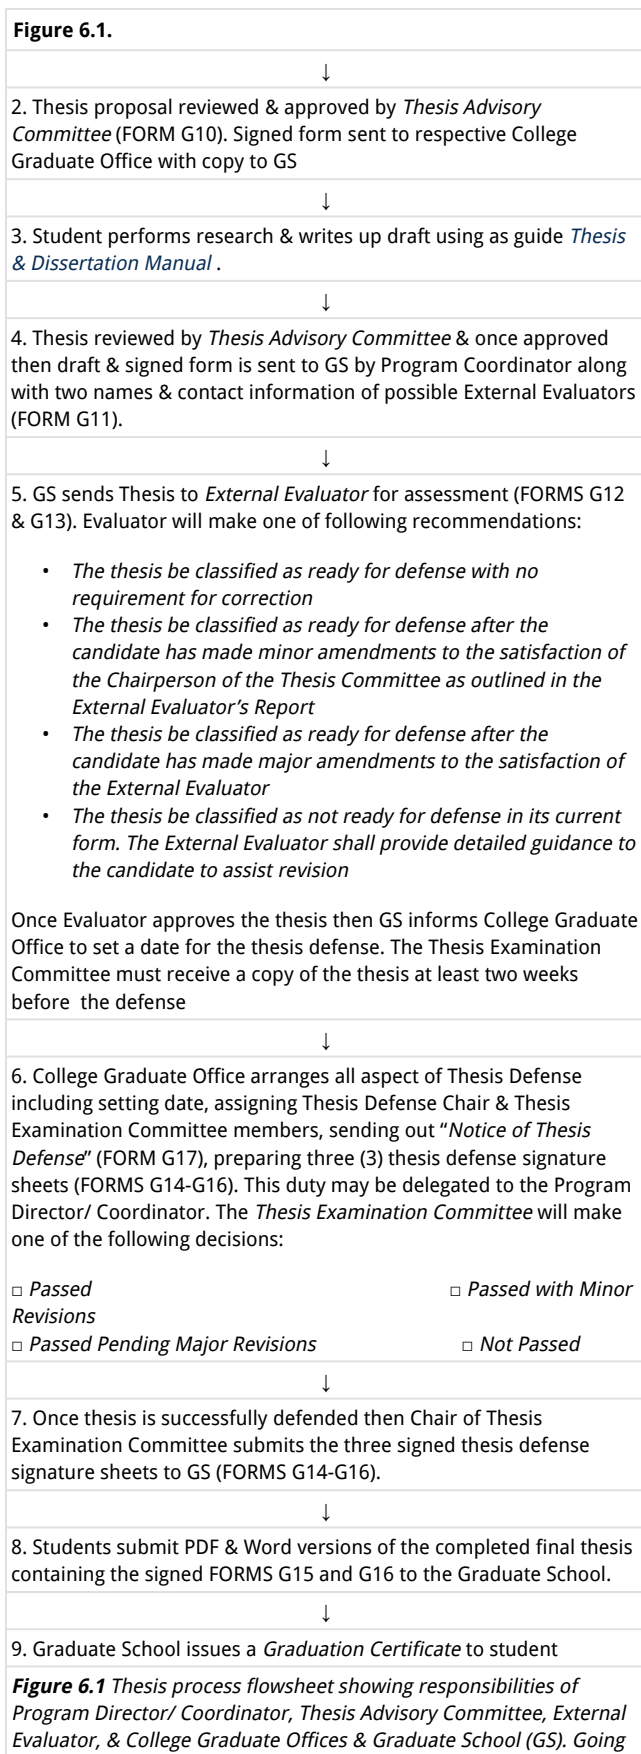 Figure 6.1.
↓
2. Thesis proposal reviewed & approved by Thesis Advisory
Committee (FORM G10). Signed form sent to respective College
Graduate Office with copy to GS
↓
3. Student performs research & writes up draft using as guide Thesis
& Dissertation Manual .
↓
4. Thesis reviewed by Thesis Advisory Committee & once approved
then draft & signed form is sent to GS by Program Coordinator along
with two names & contact information of possible External Evaluators
(FORM G11).
↓
5. GS sends Thesis to External Evaluator for assessment (FORMS G12
& G13). Evaluator will make one of following recommendations:
• The thesis be classified as ready for defense with no
requirement for correction
• The thesis be classified as ready for defense after the
candidate has made minor amendments to the satisfaction of
the Chairperson of the Thesis Committee as outlined in the
External Evaluator’s Report
• The thesis be classified as ready for defense after the
candidate has made major amendments to the satisfaction of
the External Evaluator
• The thesis be classified as not ready for defense in its current
form. The External Evaluator shall provide detailed guidance to
the candidate to assist revision
Once Evaluator approves the thesis then GS informs College Graduate
Office to set a date for the thesis defense. The Thesis Examination
Committee must receive a copy of the thesis at least two weeks
before the defense
↓
6. College Graduate Office arranges all aspect of Thesis Defense
including setting date, assigning Thesis Defense Chair & Thesis
Examination Committee members, sending out “Notice of Thesis
Defense” (FORM G17), preparing three (3) thesis defense signature
sheets (FORMS G14-G16). This duty may be delegated to the Program
Director/ Coordinator. The Thesis Examination Committee will make
one of the following decisions:
□ Passed □ Passed with Minor
Revisions
□ Passed Pending Major Revisions □ Not Passed
↓
7. Once thesis is successfully defended then Chair of Thesis
Examination Committee submits the three signed thesis defense
signature sheets to GS (FORMS G14-G16).
↓
8. Students submit PDF & Word versions of the completed final thesis
containing the signed FORMS G15 and G16 to the Graduate School.
↓
9. Graduate School issues a Graduation Certificate to student
Figure 6.1 Thesis process flowsheet showing responsibilities of
Program Director/ Coordinator, Thesis Advisory Committee, External
Evaluator, & College Graduate Offices & Graduate School (GS). Going